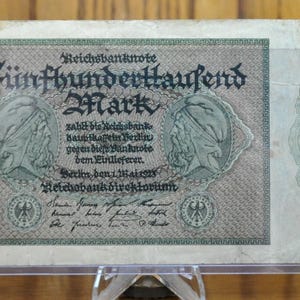 Reichsbanknote
Fünfhunderttausend
Mark
zahlt die Reichsbank-
hauptkasse in Berlin
gegen diese Banknote
dem Einlieferer.
Berlin, den 1. Mai 1923
Reichsbankdirektorium